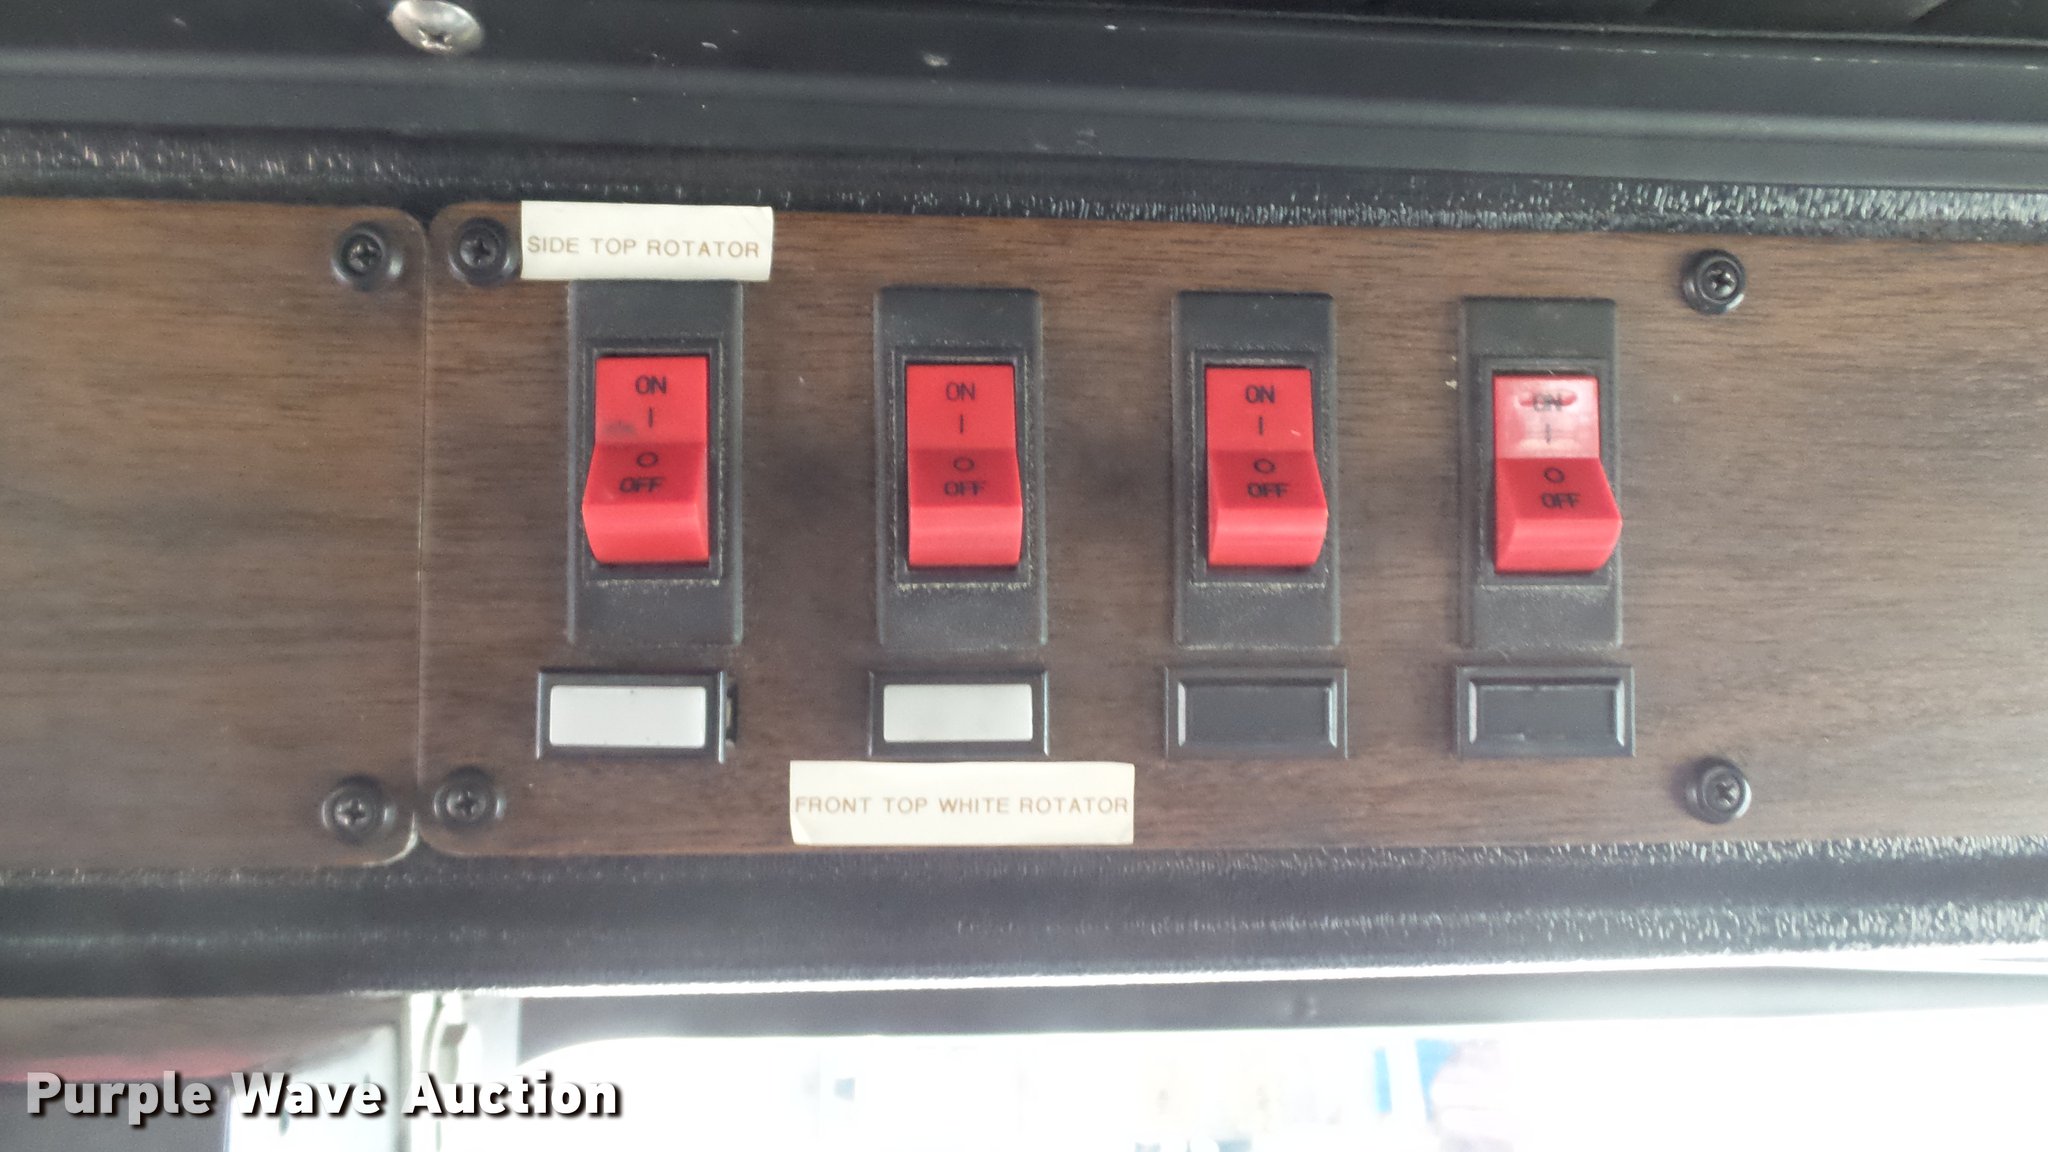 SIDE TOP ROTATOR
ON
I
O
OFF
ON
I
O
OFF
ON
I
O
OFF
ON
I
O
OFF
FRONT TOP WHITE ROTATOR
Purple Wave Auction